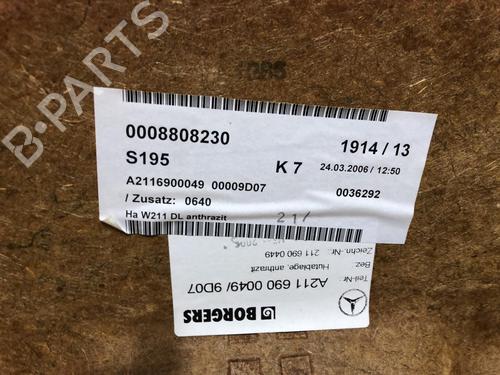 B-PARTS
0008808230
1914 / 13
S195
K 7
24.03.2006 / 12:50
A2116900049 00009D07
0036292
/ Zusatz: 0640
Ha W211 DL anthrazit
21/
Zeichn.-Nr. 211 690 0449
Bez. Hutablage, anthrazit
Teil-Nr. A211 690 0049/ 9D07
BORGERS